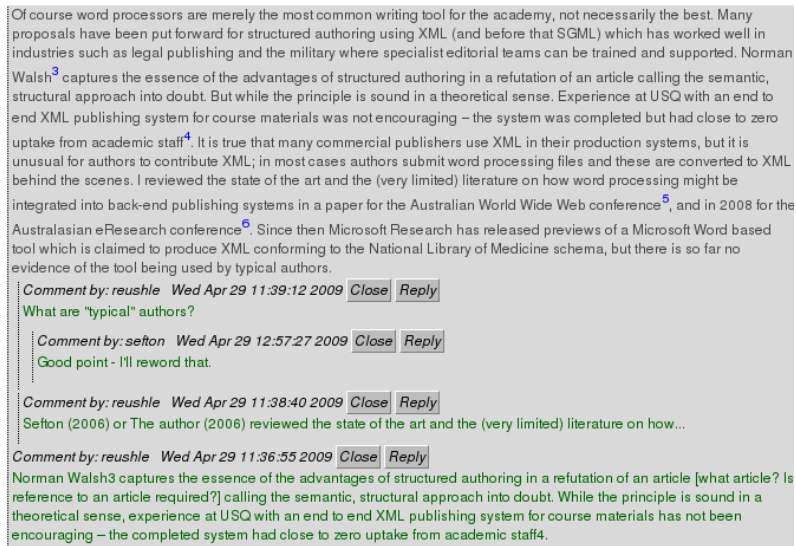 Of course word processors are merely the most common writing tool for the academy, not necessarily the best. Many
proposals have been put forward for structured authoring using XML (and before that SGML) which has worked well in
industries such as legal publishing and the military where specialist editorial teams can be trained and supported. Norman
Walsh3 captures the essence of the advantages of structured authoring in a refutation of an article calling the semantic,
structural approach into doubt. But while the principle is sound in a theoretical sense. Experience at USQ with an end to
end XML publishing system for course materials was not encouraging – the system was completed but had close to zero
uptake from academic staff4. It is true that many commercial publishers use XML in their production systems, but it is
unusual for authors to contribute XML; in most cases authors submit word processing files and these are converted to XML
behind the scenes. I reviewed the state of the art and the (very limited) literature on how word processing might be
integrated into back-end publishing systems in a paper for the Australian World Wide Web conference5, and in 2008 for the
Australasian eResearch conference6. Since then Microsoft Research has released previews of a Microsoft Word based
tool which is claimed to produce XML conforming to the National Library of Medicine schema, but there is so far no
evidence of the tool being used by typical authors.
Comment by: reushle Wed Apr 29 11:39:12 2009 Close Reply
What are "typical" authors?
Comment by: sefton Wed Apr 29 12:57:27 2009 Close Reply
Good point - I'll reword that.
Comment by: reushle Wed Apr 29 11:38:40 2009 Close Reply
Sefton (2006) or The author (2006) reviewed the state of the art and the (very limited) literature on how...
Comment by: reushle Wed Apr 29 11:36:55 2009 Close Reply
Norman Walsh3 captures the essence of the advantages of structured authoring in a refutation of an article [what article? Is
reference to an article required?] calling the semantic, structural approach into doubt. While the principle is sound in a
theoretical sense, experience at USQ with an end to end XML publishing system for course materials has not been
encouraging – the completed system had close to zero uptake from academic staff4.